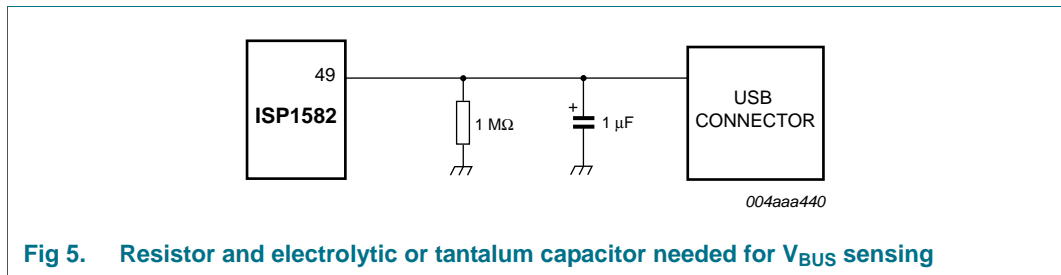 49
ISP1582
1 MΩ
+
1 μF
USB
CONNECTOR
004aaa440
Fig 5. Resistor and electrolytic or tantalum capacitor needed for VBUS sensing